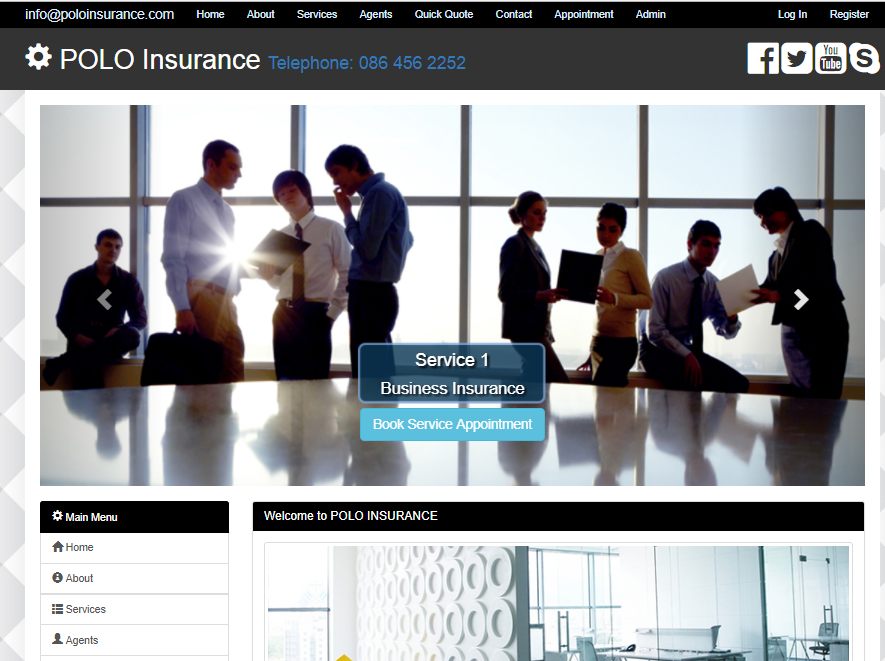 info@poloinsurance.com Home About Services Agents Quick Quote Contact Appointment Admin Log In Register
POLO Insurance Telephone: 086 456 2252
You
Tube
Service 1
Business Insurance
Book Service Appointment
Main Menu
Home
About
Services
Agents
Welcome to POLO INSURANCE